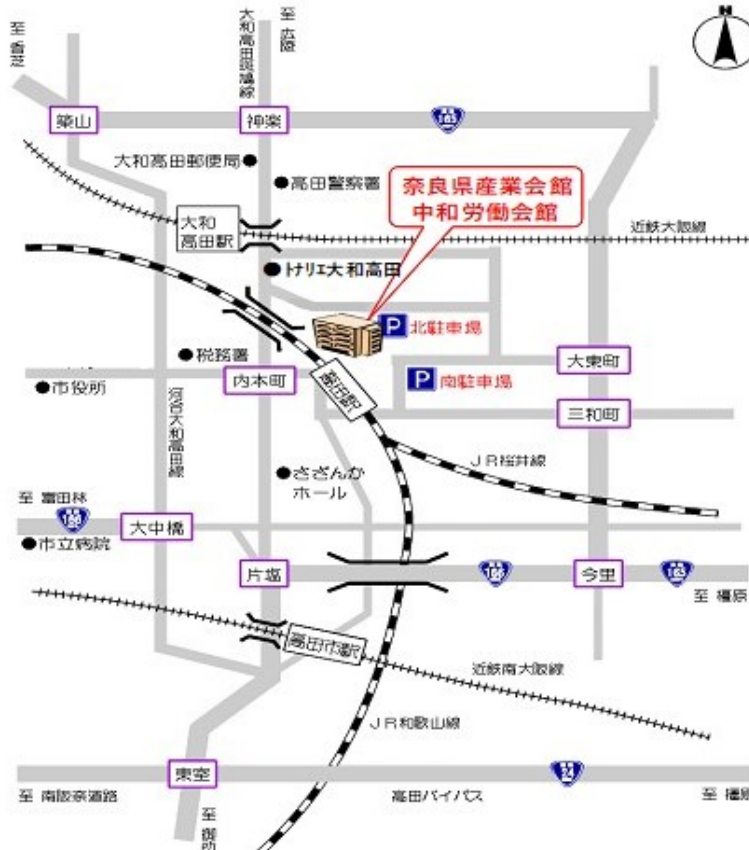 至 香芝
大和高田斑鳩線
至 広陵
N
築山
神楽
165
大和高田郵便局
高田警察署
奈良県産業会館
中和労働会館
大和
高田駅
近鉄大阪線
トナリエ大和高田
P 北駐車場
税務署
大東町
市役所
内本町
高田駅
P 南駐車場
三和町
河合大和高田線
JR桜井線
さざんか
ホール
至 富田林
166
大中橋
市立病院
片塩
166
今里
165
至 橿原
高田市駅
近鉄南大阪線
JR和歌山線
東室
24
至 南阪奈道路
高田バイパス
至 橿原
至 御所